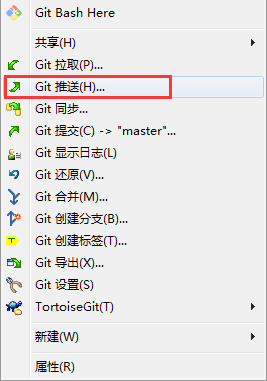 Git Bash Here
共享(H)
Git 拉取(P)...
Git 推送(H)...
Git 同步...
Git 提交(C) -> "master"...
Git 显示日志(L)
Git 还原(V)...
Git 合并(M)...
Git 创建分支(B)...
Git 创建标签(T)...
Git 导出(X)...
Git 设置(S)
TortoiseGit(T)
新建(W)
属性(R)